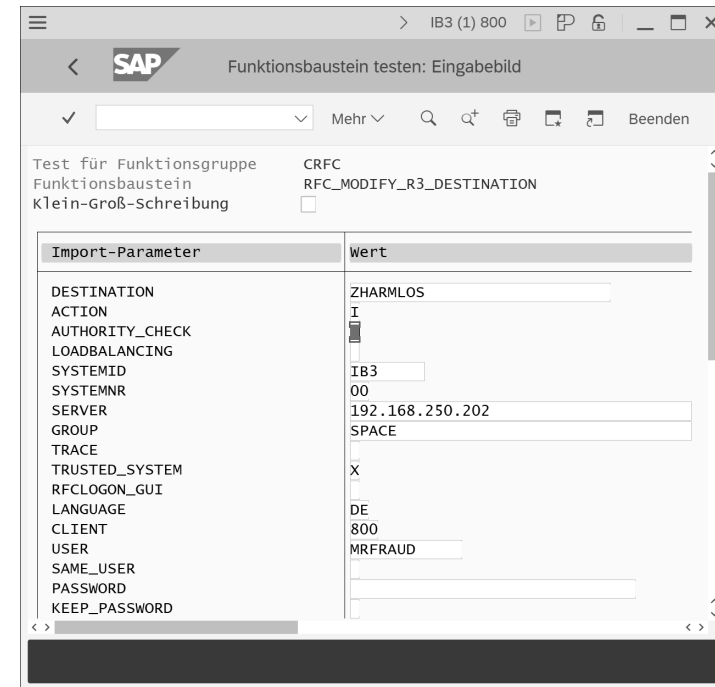 IB3 (1) 800
SAP Funktionsbaustein testen: Eingabebild
Mehr Beenden
Test für Funktionsgruppe CRFC
Funktionsbaustein RFC_MODIFY_R3_DESTINATION
Klein-Groß-Schreibung
Import-Parameter Wert
DESTINATION ZHARMLOS
ACTION I
AUTHORITY_CHECK
LOADBALANCING
SYSTEMID IB3
SYSTEMNR 00
SERVER 192.168.250.202
GROUP SPACE
TRACE
TRUSTED_SYSTEM X
RFCLOGON_GUI
LANGUAGE DE
CLIENT 800
USER MRFRAUD
SAME_USER
PASSWORD
KEEP_PASSWORD